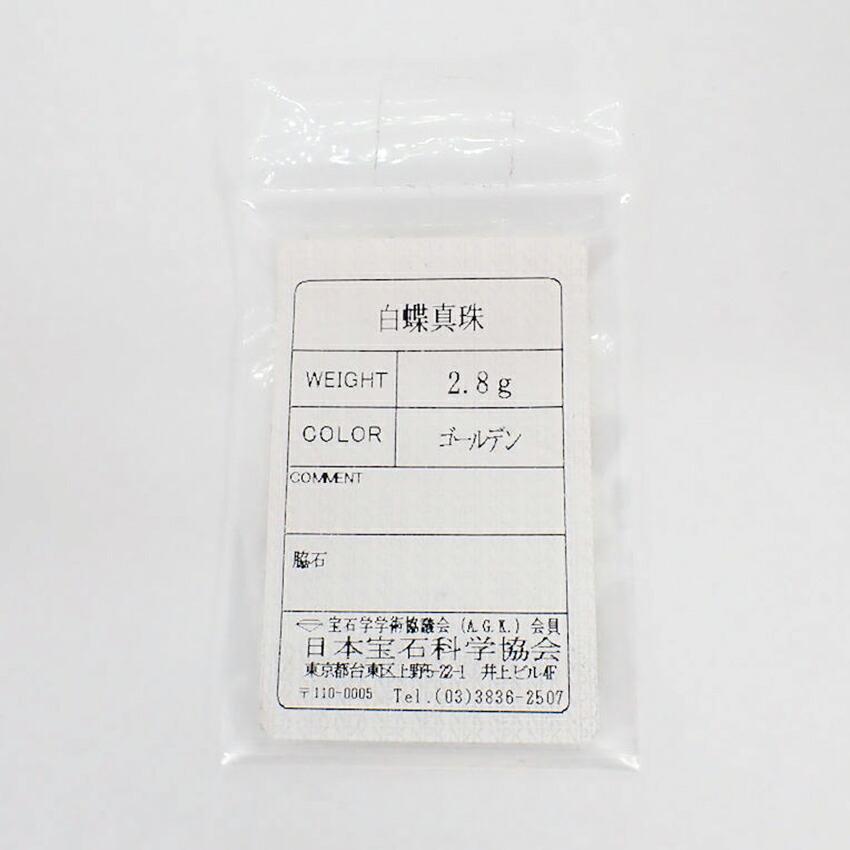 白蝶真珠
WEIGHT 2.8g
COLOR ゴールデン
COMMENT
脇石
宝石学学術協議会 (A.G.K.) 会員
日本宝石科学協会
東京都台東区上野5-22-1 井上ビル4F
〒110-0005 Tel.(03)3836-2507